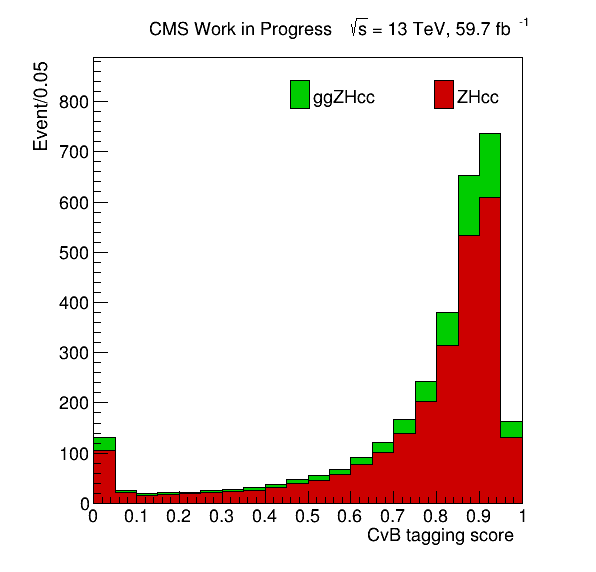 CMS Work in Progress √s = 13 TeV, 59.7 fb -1
Event/0.05
ggZHcc ZHcc
800
700
600
500
400
300
200
100
0
0 0.1 0.2 0.3 0.4 0.5 0.6 0.7 0.8 0.9 1
CvB tagging score